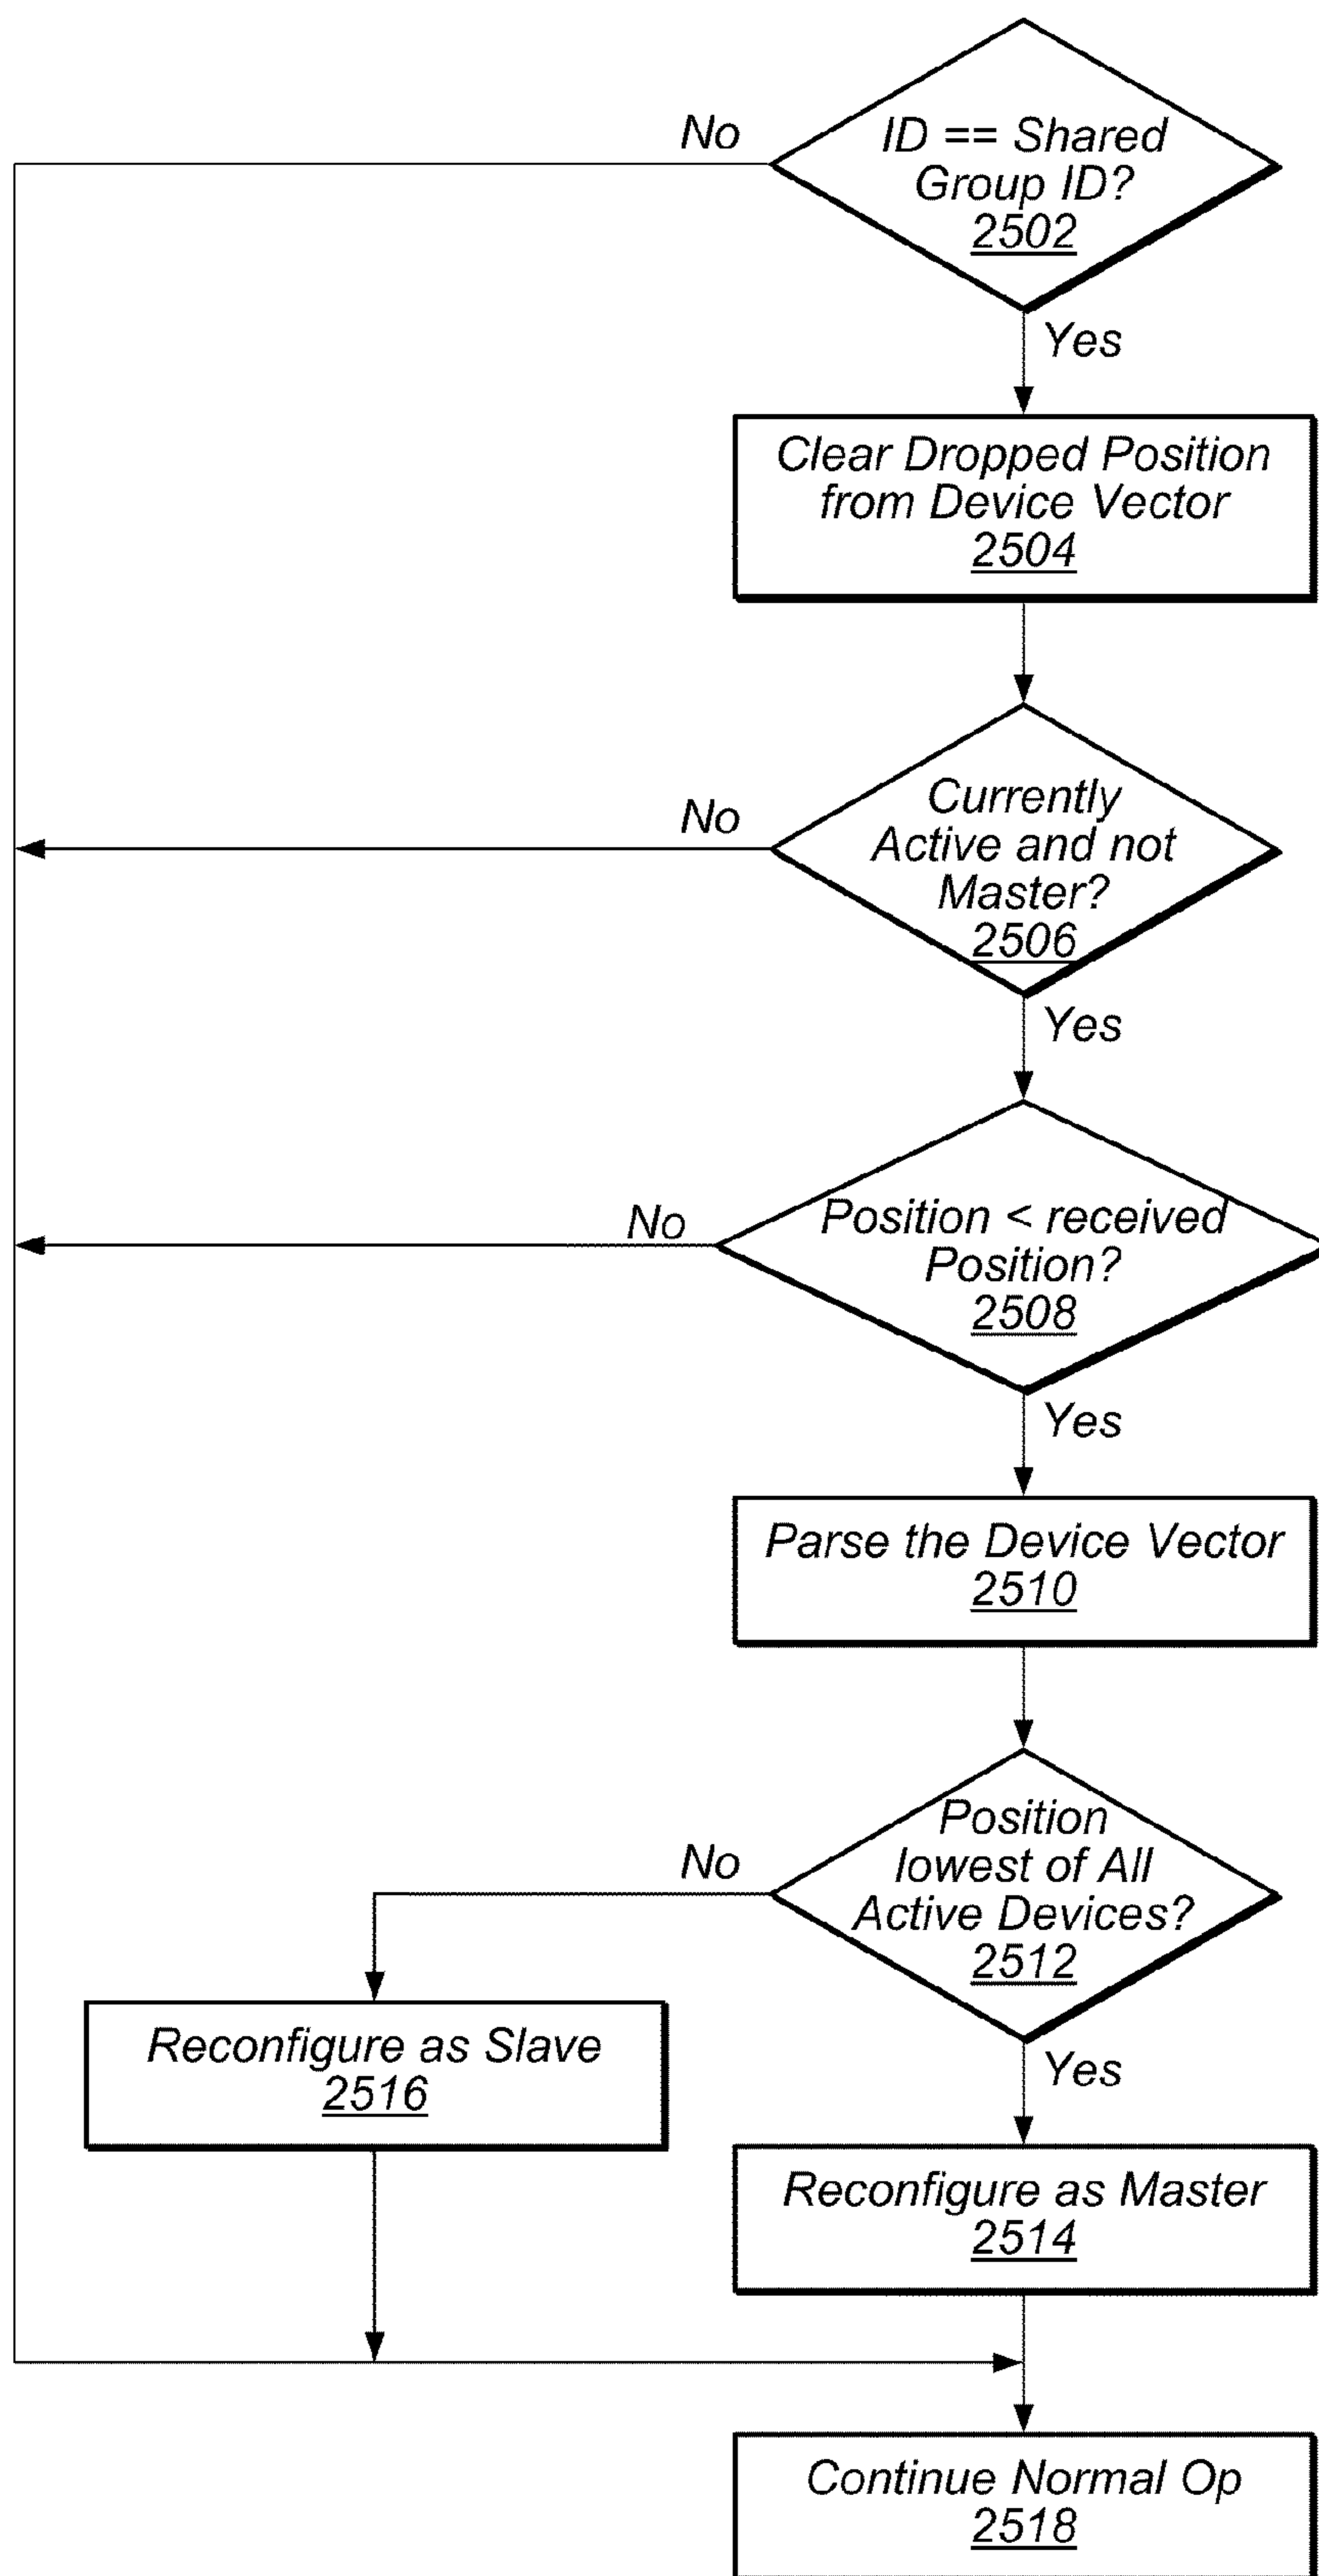 No
ID == Shared
Group ID?
2502
Yes
Clear Dropped Position
from Device Vector
2504
No
Currently
Active and not
Master?
2506
Yes
No
Position < received
Position?
2508
Yes
Parse the Device Vector
2510
No
Position
lowest of All
Active Devices?
2512
Reconfigure as Slave
2516
Yes
Reconfigure as Master
2514
Continue Normal Op
2518